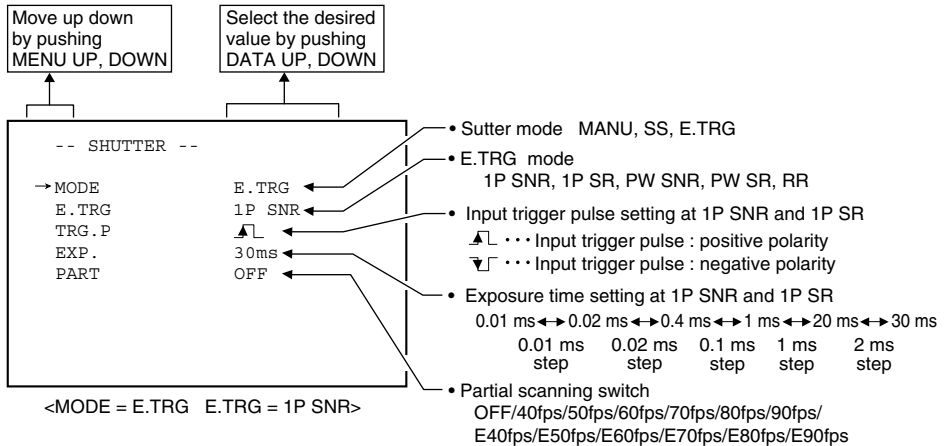 Move up down
by pushing
MENU UP, DOWN
Select the desired
value by pushing
DATA UP, DOWN
-- SHUTTER --
→MODE E.TRG
E.TRG 1P SNR
TRG.P
EXP. 30ms
PART OFF
<MODE = E.TRG E.TRG = 1P SNR>
• Sutter mode MANU, SS, E.TRG
• E.TRG mode
1P SNR, 1P SR, PW SNR, PW SR, RR
• Input trigger pulse setting at 1P SNR and 1P SR
··· Input trigger pulse : positive polarity
··· Input trigger pulse : negative polarity
• Exposure time setting at 1P SNR and 1P SR
0.01 ms↔0.02 ms↔0.4 ms↔1 ms↔20 ms↔30 ms
0.01 ms 0.02 ms 0.1 ms 1 ms 2 ms
step step step step step
• Partial scanning switch
OFF/40fps/50fps/60fps/70fps/80fps/90fps/
E40fps/E50fps/E60fps/E70fps/E80fps/E90fps